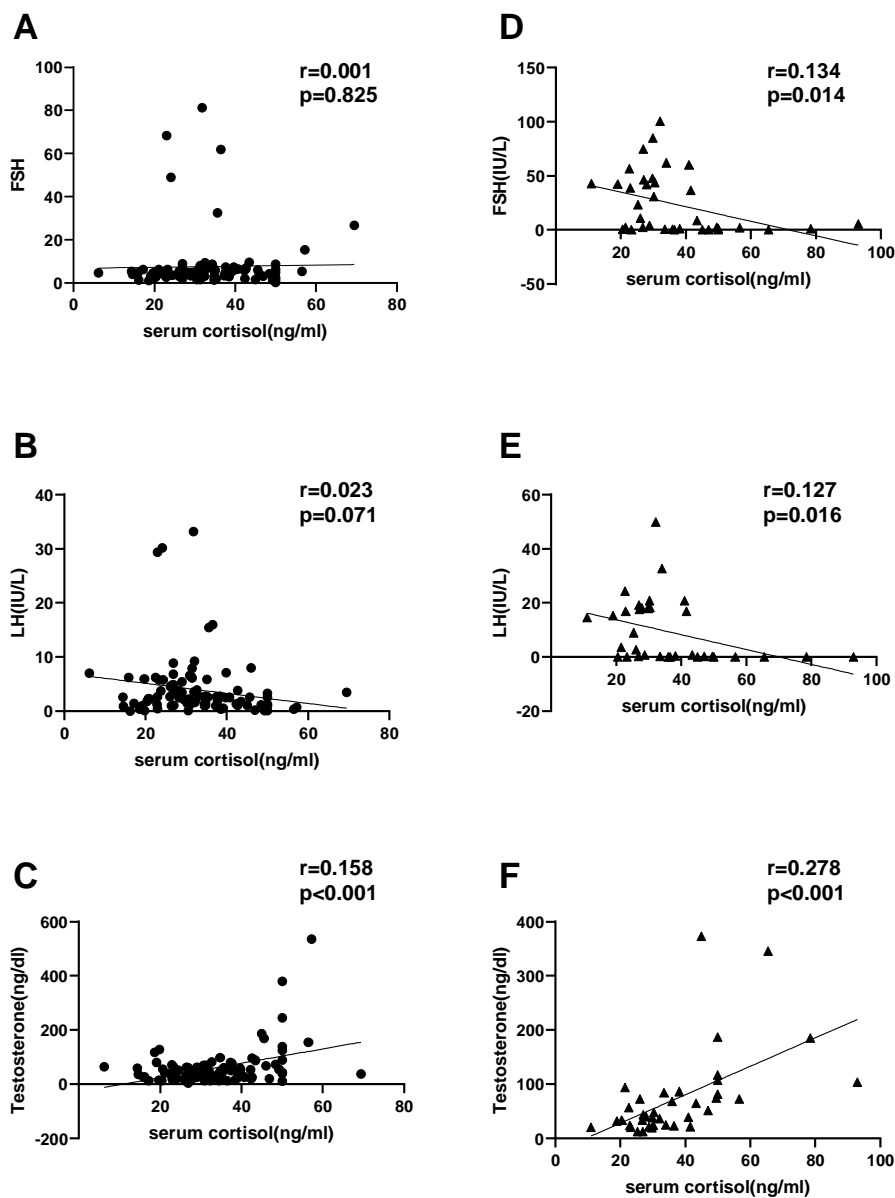 A
r=0.001
p=0.825
FSH
100
80
60
40
20
0
0 20 40 60 80
serum cortisol(ng/ml)
D
r=0.134
p=0.014
FSH(IU/L)
150
100
50
0
-50
20 40 60 80 100
serum cortisol(ng/ml)
B
r=0.023
p=0.071
LH(IU/L)
40
30
20
10
0
0 20 40 60 80
serum cortisol(ng/ml)
E
r=0.127
p=0.016
LH(IU/L)
60
40
20
0
-20
20 40 60 80 100
serum cortisol(ng/ml)
C
r=0.158
p<0.001
Testosterone(ng/dl)
600
400
200
0
-200
20 40 60 80
serum cortisol(ng/ml)
F
r=0.278
p<0.001
Testosterone(ng/dl)
400
300
200
100
0
0 20 40 60 80 100
serum cortisol(ng/ml)